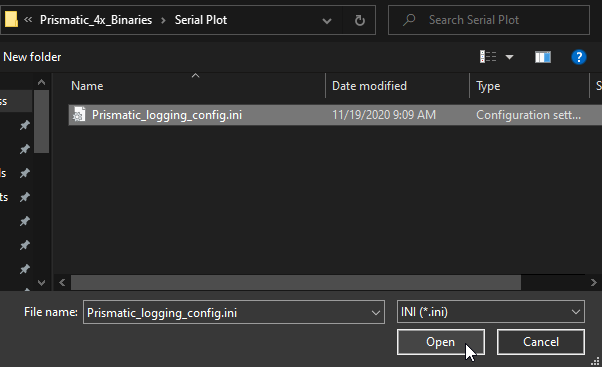 « Prismatic_4x_Binaries › Serial Plot
Search Serial Plot
New folder
Name Date modified Type S
ss
Prismatic_logging_config.ini 11/19/2020 9:09 AM Configuration sett...
ls
ts
File name: Prismatic_logging_config.ini INI (*.ini)
Open Cancel